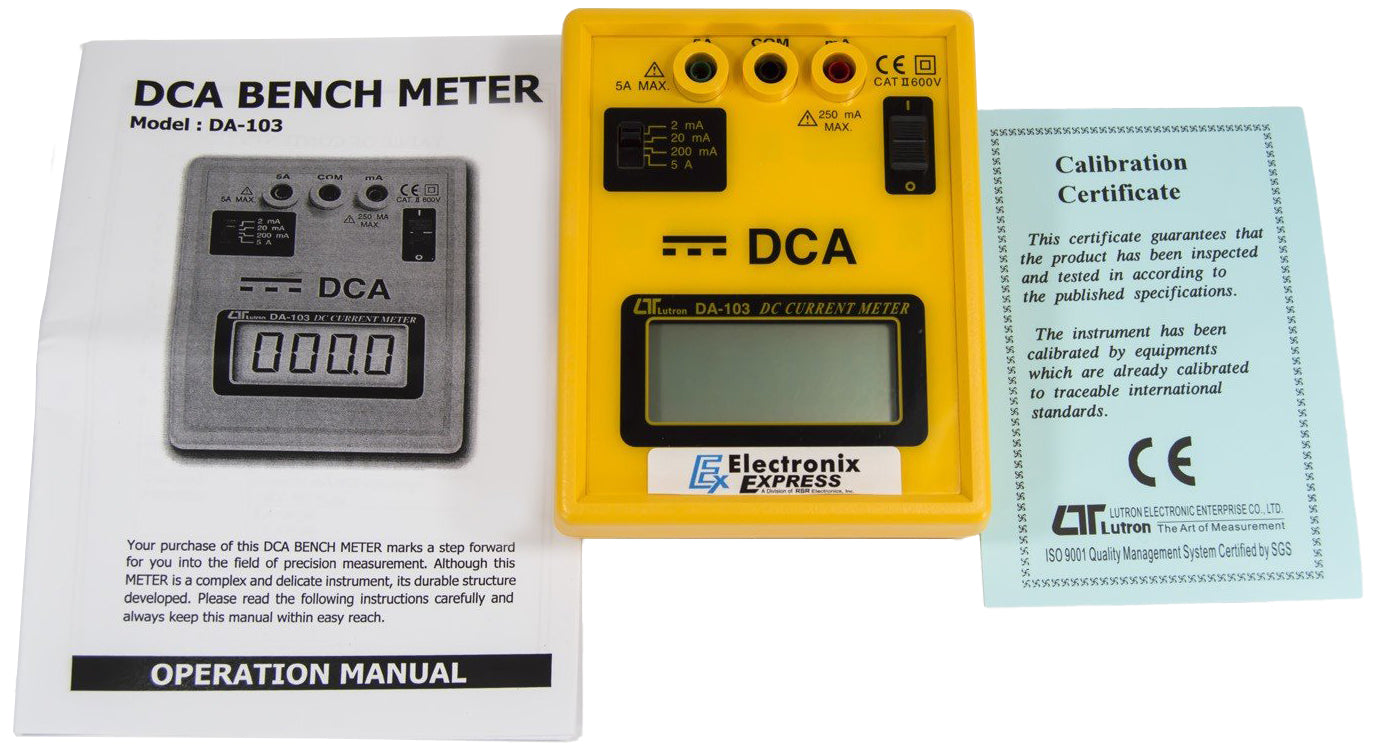 DCA BENCH METER
Model : DA-103
5A COM mA
5A MAX.
CE
CAT. II 600V
250 MA
MAX.
2 mA
20 mA
200 mA
5 A
DCA
Lutron DA-103 DC CURRENT METER
000.0
Your purchase of this DCA BENCH METER marks a step forward
for you into the field of precision measurement. Although this
METER is a complex and delicate instrument, its durable structure
developed. Please read the following instructions carefully and
always keep this manual within easy reach.
OPERATION MANUAL
5A COM mA
5A MAX.
CE
CAT II 600V
250 mA
MAX.
2 mA
20 mA
200 mA
5 A
DCA
Lutron DA-103 DC CURRENT METER
Ex Electronix
EXPRESS
A Division of RSR Electronics, Inc.
Calibration
Certificate
This certificate guarantees that
the product has been inspected
and tested in according to
the published specifications.
The instrument has been
calibrated by equipments
which are already calibrated
to traceable international
standards.
CE
LUTRON ELECTRONIC ENTERPRISE CO., LTD.
Lutron The Art of Measurement
ISO 9001 Quality Management System Certified by SGS